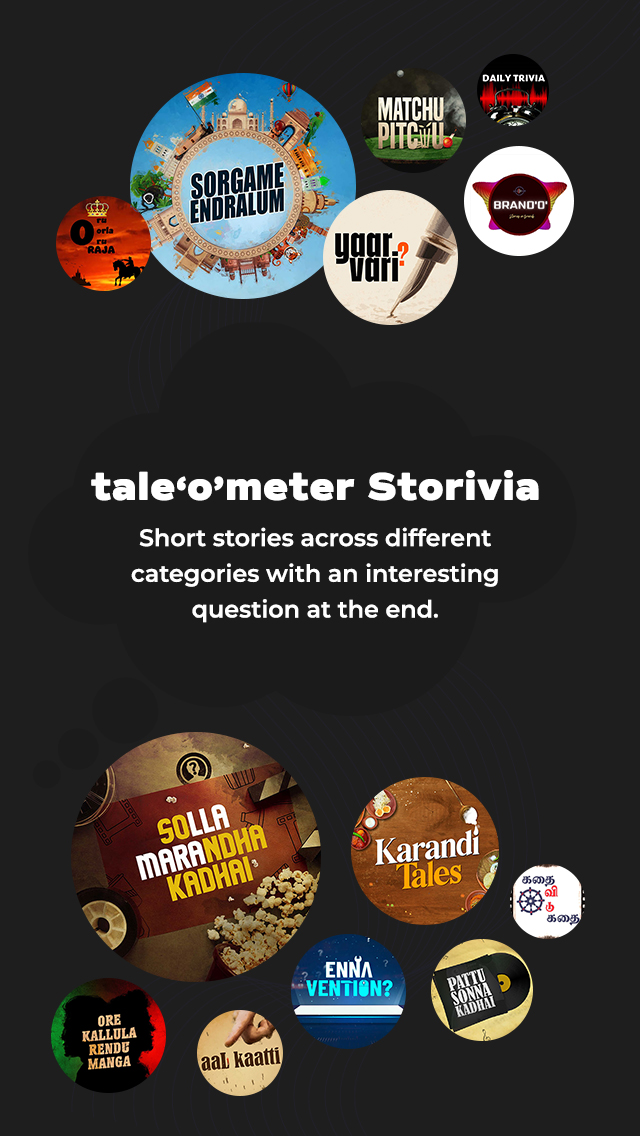 DAILY TRIVIA
MATCHU
PITCHU
SORGAME
ENDRALUM
BRAND'O'
O
ru
oorla
ru
RAJA
yaar
vari?
tale‘o’meter Storivia
Short stories across different
categories with an interesting
question at the end.
SOLLA
MARANDHA
KADHAI
Karandi
Tales
கதை
வி
டு
கதை
ENNA
VENTION?
PATTU
SONNA
KADHAI
ORE
KALLULA
RENDU
MANGA
aaL kaatti